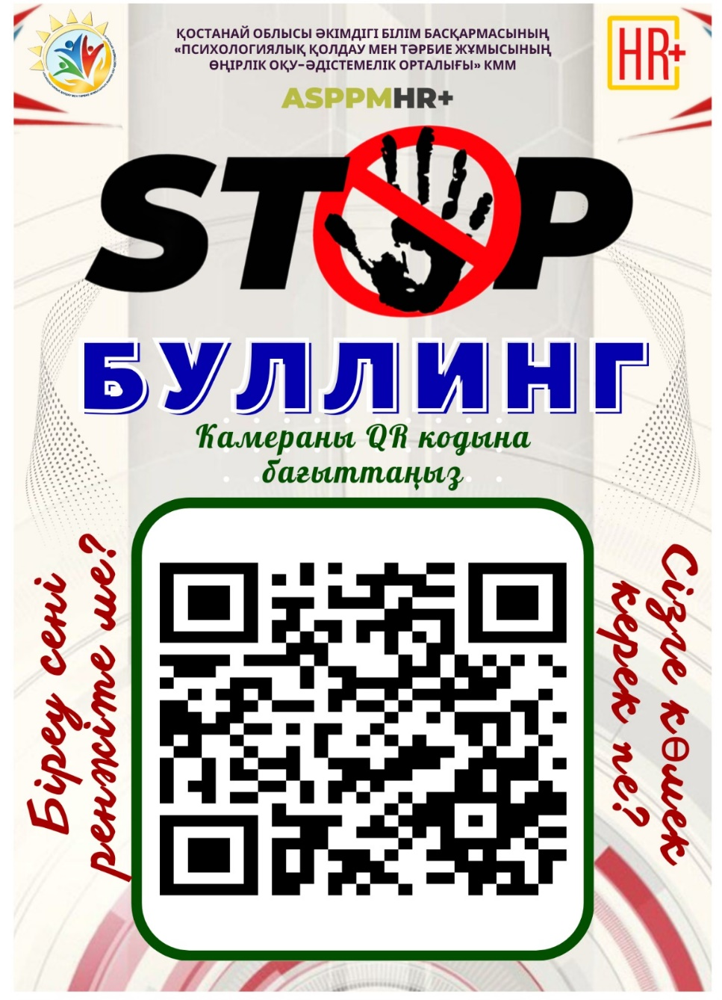 ҚОСТАНАЙ ОБЛЫСЫ ӘКІМДІГІ БІЛІМ БАСҚАРМАСЫНЫҢ
«ПСИХОЛОГИЯЛЫҚ ҚОЛДАУ МЕН ТӘРБИЕ ЖҰМЫСЫНЫҢ
ӨҢІРЛІК ОҚУ-ӘДІСТЕМЕЛІК ОРТАЛЫҒЫ» КММ
HR+
ASPPMHR+
STOP
БУЛЛИНГ
Камераны QR кодына
бағыттаңыз
Біреу сені
ренжіте ме?
Сізге көмек
керек пе?